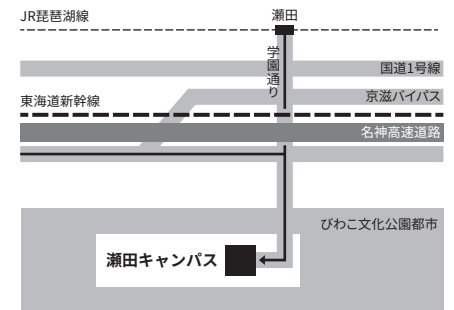 JR琵琶湖線
瀬田
学園通り
国道1号線
京滋バイパス
東海道新幹線
名神高速道路
びわこ文化公園都市
瀬田キャンパス